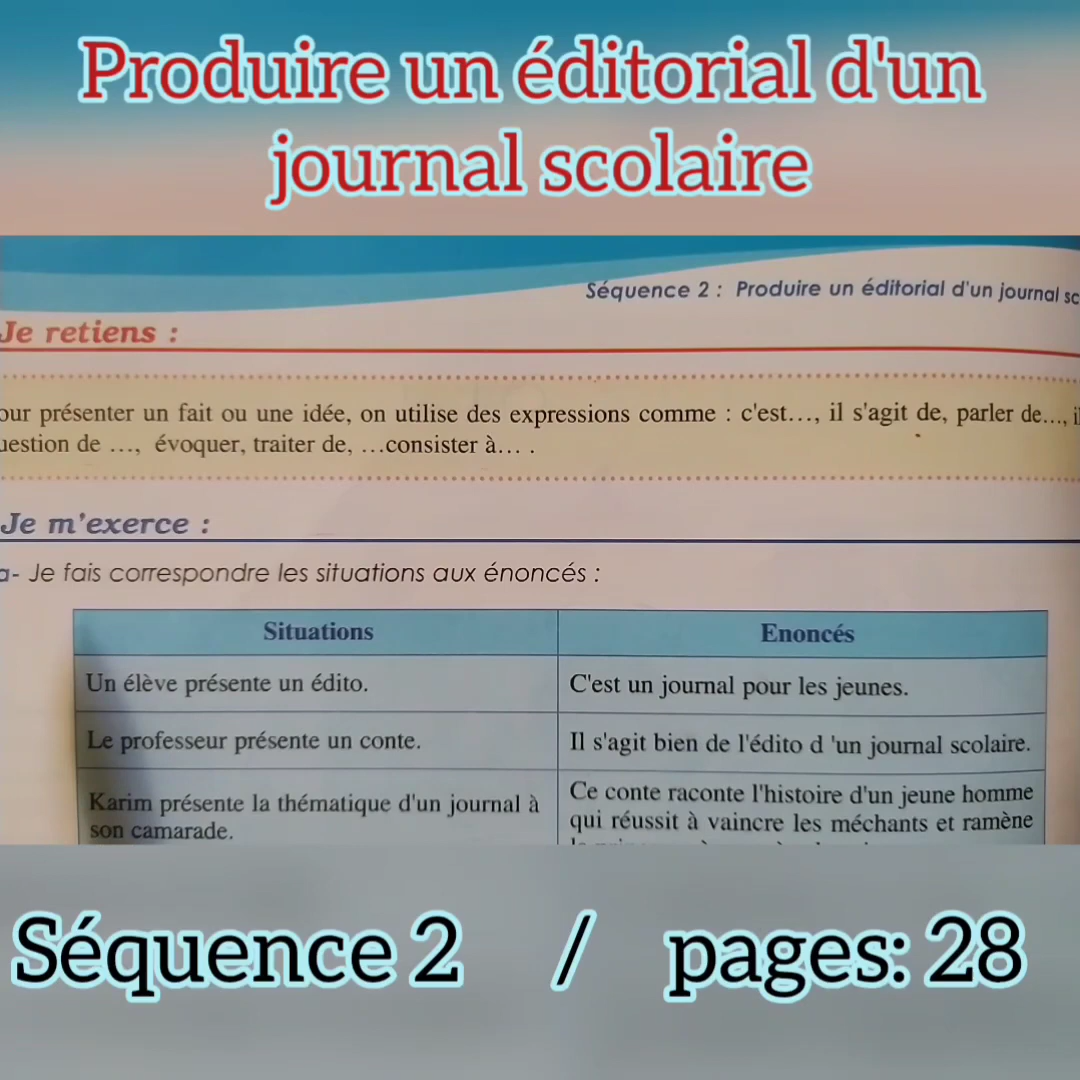 Produire un éditorial d'un
journal scolaire
Séquence 2 : Produire un éditorial d'un journal
Je retiens :
présenter un fait ou une idée, on utilise des expressions comme : c'est..., il s'agit de, parler de...,
de ..., évoquer, traiter de, ...consister à... .
Je m'exerce :
a- Je fais correspondre les situations aux énoncés :
Situations
Enoncés
Un élève présente un édito.
C'est un journal pour les jeunes.
Le professeur présente un conte.
Il s'agit bien de l'édito d 'un journal scolaire.
Karim présente la thématique d'un journal à
son camarade.
Ce conte raconte l'histoire d'un jeune homme
qui réussit à vaincre les méchants et ramène
Séquence 2 / pages: 28